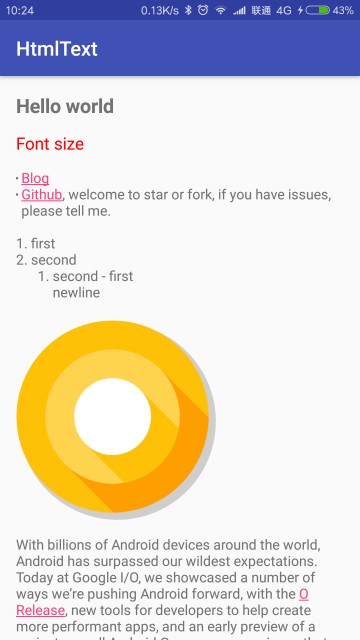 10:24 0.13K/s 联通 4G 43%
HtmlText
Hello world
Font size
· Blog
· Github, welcome to star or fork, if you have issues,
please tell me.
1. first
2. second
1. second - first
newline
With billions of Android devices around the world,
Android has surpassed our wildest expectations.
Today at Google I/O, we showcased a number of
ways we're pushing Android forward, with the O
Release, new tools for developers to help create
more performant apps, and an early preview of a